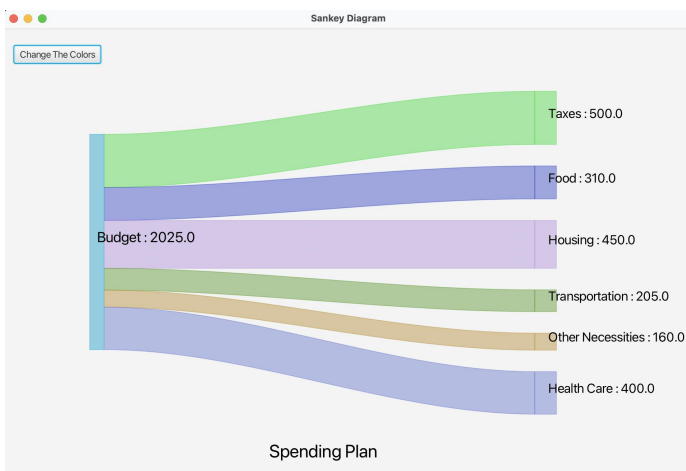 Sankey Diagram
Change The Colors
Taxes : 500.0
Food : 310.0
Budget : 2025.0
Housing : 450.0
Transportation : 205.0
Other Necessities : 160.0
Health Care : 400.0
Spending Plan